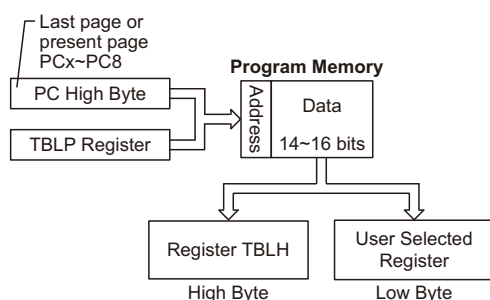 Last page or
present page
PCx~PC8
PC High Byte
TBLP Register
Program Memory
Address
Data
14~16 bits
Register TBLH
High Byte
User Selected
Register
Low Byte